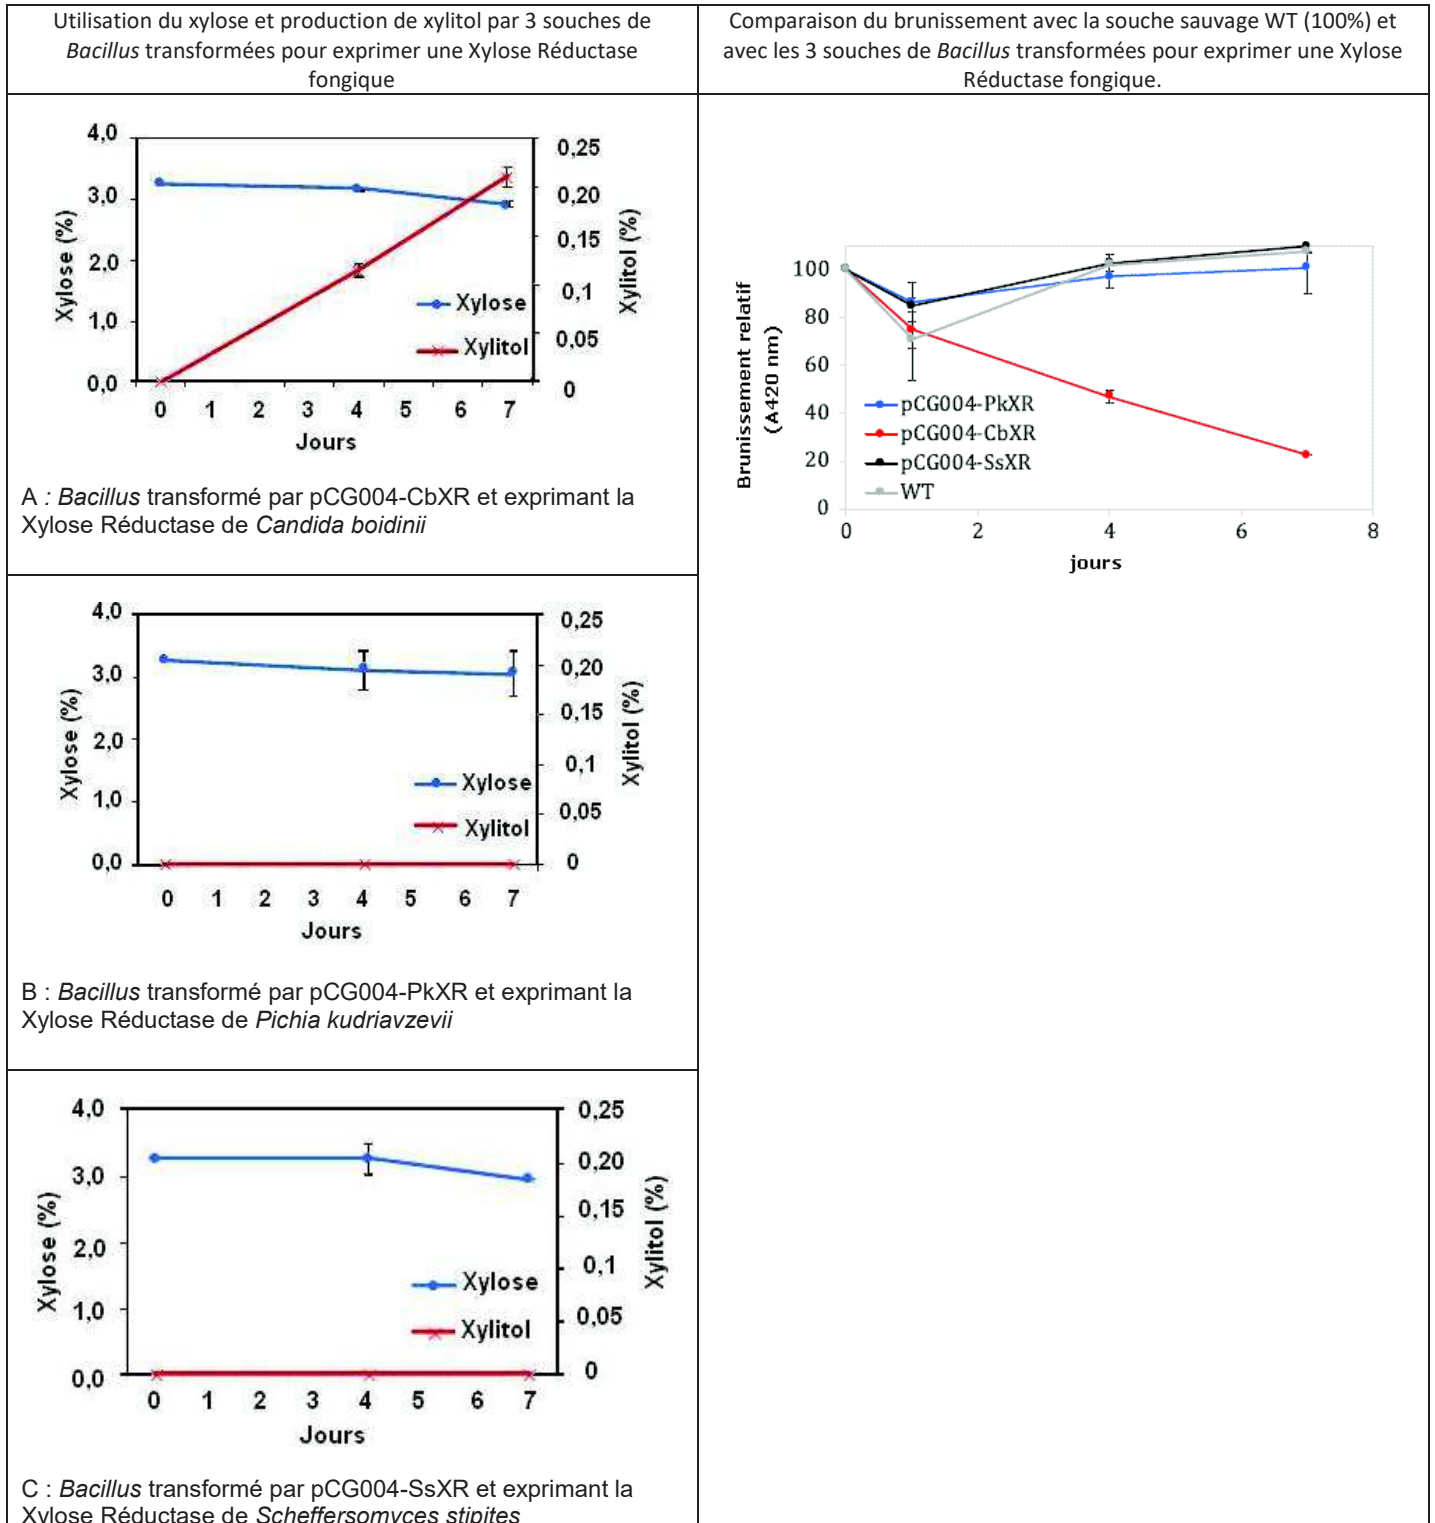 Utilisation du xylose et production de xylitol par 3 souches de
Bacillus transformées pour exprimer une Xylose Réductase
fongique
Comparaison du brunissement avec la souche sauvage WT (100%) et
avec les 3 souches de Bacillus transformées pour exprimer une Xylose
Réductase fongique.
4,0
3,0
2,0
1,0
0,0
Xylose (%)
0,25
0,20
0,15
0,1
0,05
0
Xylitol (%)
Xylose
Xylitol
0 1 2 3 4 5 6 7
Jours
A : Bacillus transformé par pCG004-CbXR et exprimant la
Xylose Réductase de Candida boidinii
100
80
60
40
20
0
Brunissement relatif
(A420 nm)
pCG004-PkXR
pCG004-CbXR
pCG004-SsXR
WT
0 2 4 6 8
jours
4,0
3,0
2,0
1,0
0,0
Xylose (%)
0,25
0,20
0,15
0,1
0,05
0
Xylitol (%)
Xylose
Xylitol
0 1 2 3 4 5 6 7
Jours
B : Bacillus transformé par pCG004-PkXR et exprimant la
Xylose Réductase de Pichia kudriavzevii
4,0
3,0
2,0
1,0
0,0
Xylose (%)
0,25
0,20
0,15
0,1
0,05
0
Xylitol (%)
Xylose
Xylitol
0 1 2 3 4 5 6 7
Jours
C : Bacillus transformé par pCG004-SsXR et exprimant la
Xylose Réductase de Scheffersomyces stipites